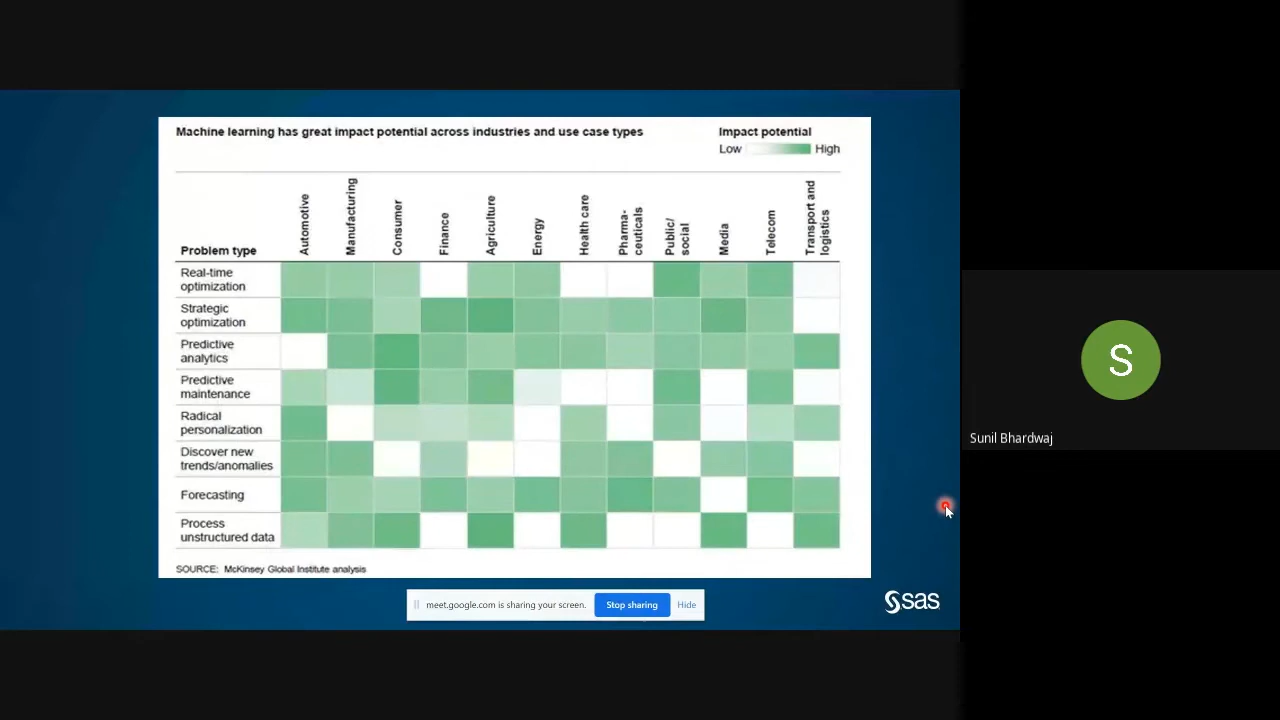 Machine learning has great impact potential across industries and use case types
Impact potential
Low
High
Problem type
Automotive
Manufacturing
Consumer
Finance
Agriculture
Energy
Health care
Pharma-
ceuticals
Public/
social
Media
Telecom
Transport and
logistics
Real-time
optimization
Strategic
optimization
Predictive
analytics
Predictive
maintenance
Radical
personalization
Discover new
trends/anomalies
Forecasting
Process
unstructured data
SOURCE: McKinsey Global Institute analysis
meet.google.com is sharing your screen.
Stop sharing
Hide
sas
S
Sunil Bhardwaj